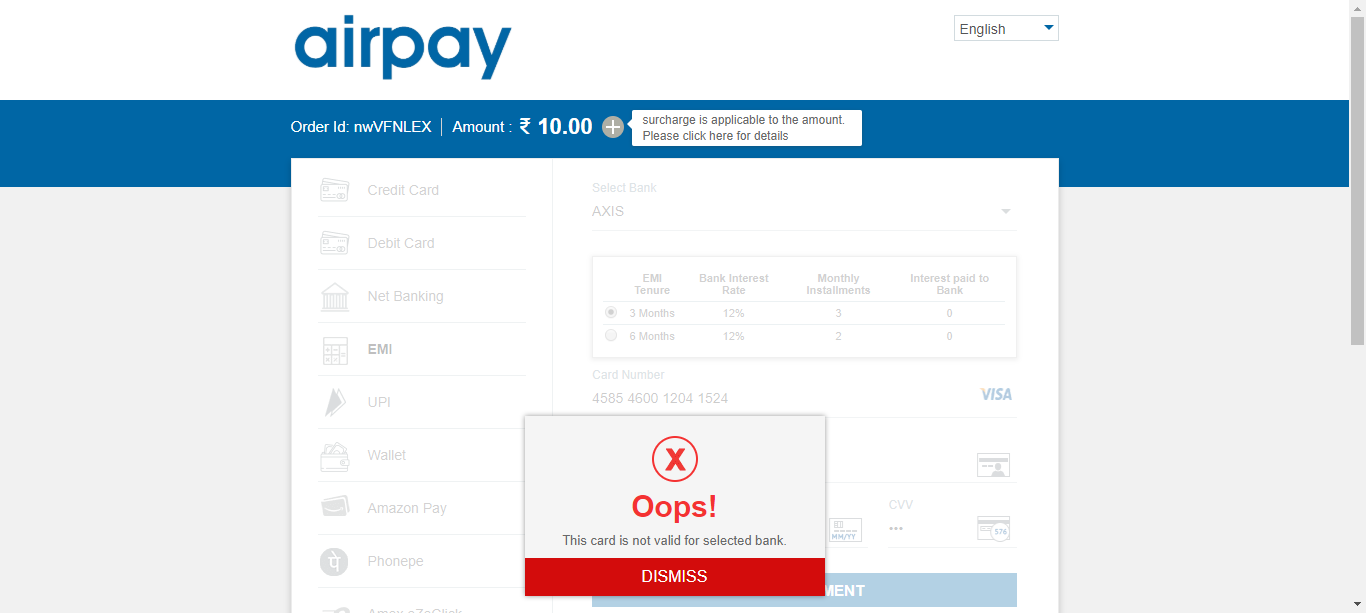 airpay
English
Order Id: nwVFNLEX
Amount : ₹ 10.00
surcharge is applicable to the amount.
Please click here for details
Credit Card
Debit Card
Net Banking
EMI
UPI
Wallet
Amazon Pay
Phonepe
Amex eZeClick
Select Bank
AXIS
EMI Tenure
Bank Interest Rate
Monthly Installments
Interest paid to Bank
3 Months 12% 3 0
6 Months 12% 2 0
Card Number
4585 4600 1204 1524
VISA
MM/YY
CVV
•••
576
X
Oops!
This card is not valid for selected bank.
DISMISS